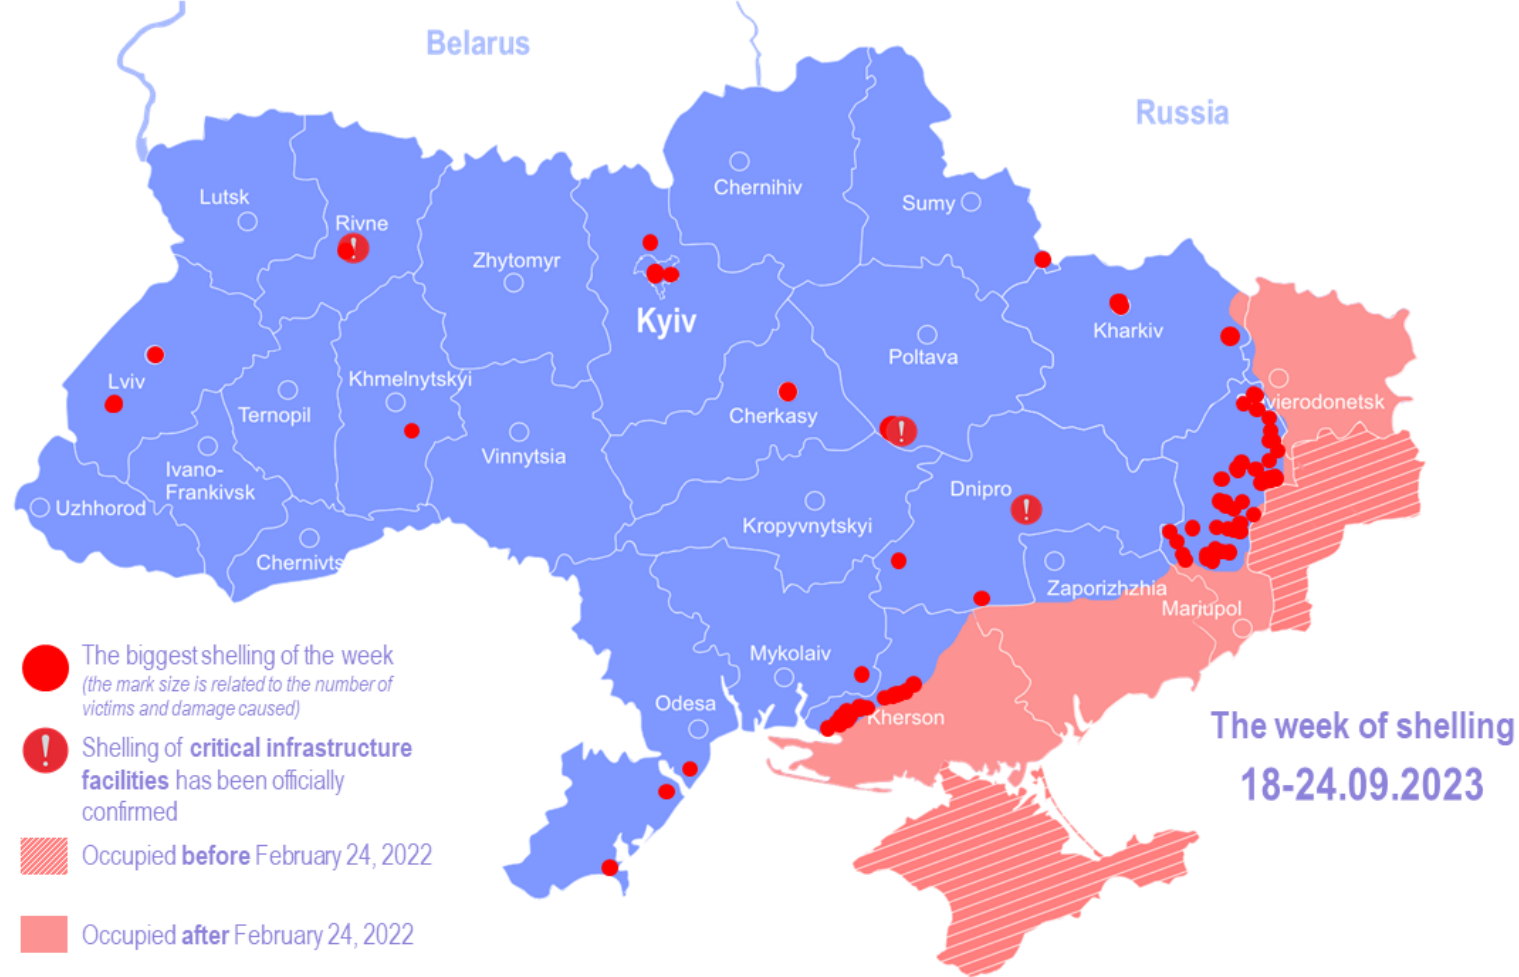 Belarus
Russia
Lutsk
Rivne
Chernihiv
Sumy
Zhytomyr
Kyiv
Kharkiv
Poltava
Lviv
Khmelnytskyi
Ternopil
Cherkasy
vierodonetsk
Vinnytsia
Ivano-
Frankivsk
Uzhhorod
Dnipro
Kropyvnytskyi
Chernivts
Zaporizhzhia
Mariupol
Mykolaiv
Odesa
Kherson
The biggest shelling of the week
(the mark size is related to the number of
victims and damage caused)
Shelling of critical infrastructure
facilities has been officially
confirmed
Occupied before February 24, 2022
Occupied after February 24, 2022
The week of shelling
18-24.09.2023